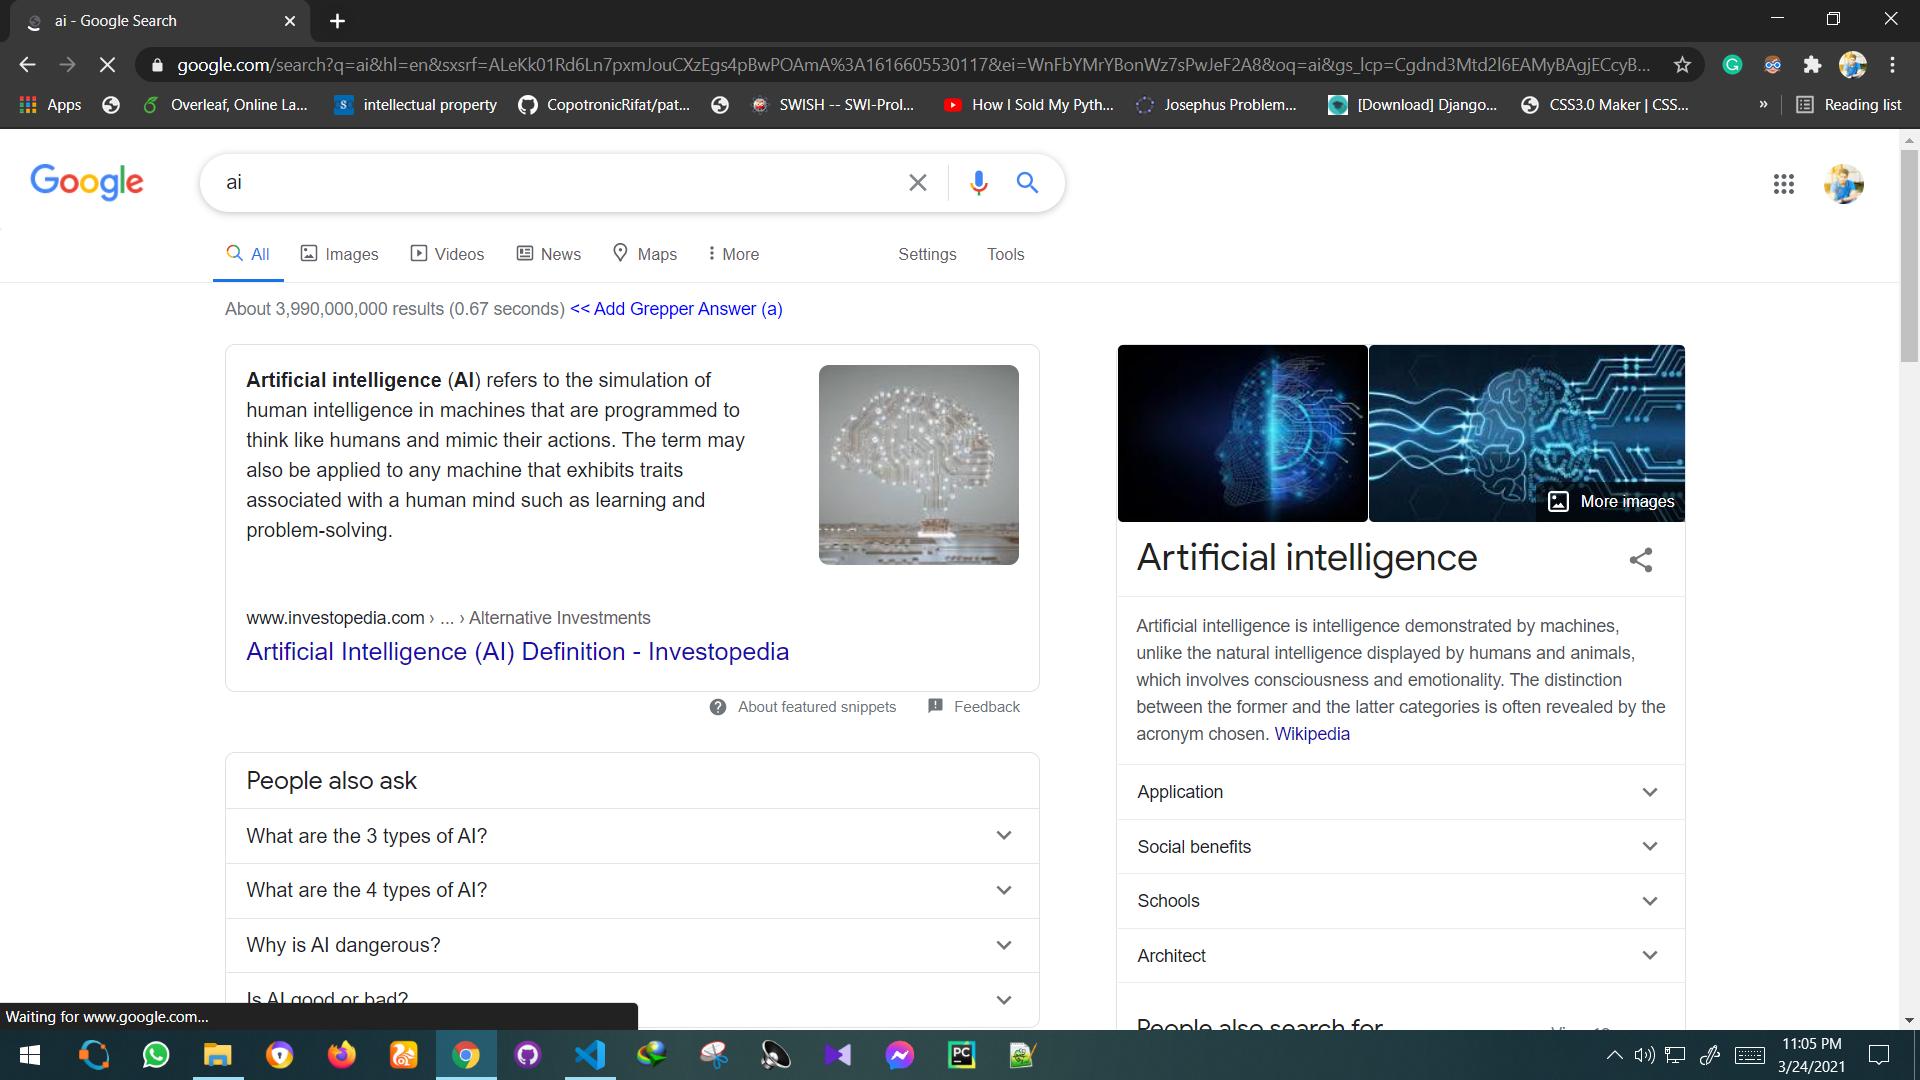 ai - Google Search
google.com/search?q=ai&hl=en&sxsrf=ALeKk01Rd6Ln7pxmJouCXzEgs4pBwPOAmA%3A1616605530117&ei=WnFbYMrYBonWz7sPwJeF2A8&oq=ai&gs_lcp=Cgdnd3Mtd2l6EAMyBAgjECcyB...
Apps
Overleaf, Online La...
intellectual property
CopotronicRifat/pat...
SWISH -- SWI-Prol...
How I Sold My Pyth...
Josephus Problem...
[Download] Django...
CSS3.0 Maker | CSS...
»
Reading list
Google
ai
All
Images
Videos
News
Maps
More
Settings
Tools
About 3,990,000,000 results (0.67 seconds) << Add Grepper Answer (a)
Artificial intelligence (AI) refers to the simulation of
human intelligence in machines that are programmed to
think like humans and mimic their actions. The term may
also be applied to any machine that exhibits traits
associated with a human mind such as learning and
problem-solving.
www.investopedia.com › ... › Alternative Investments
Artificial Intelligence (AI) Definition - Investopedia
About featured snippets
Feedback
People also ask
What are the 3 types of AI?
What are the 4 types of AI?
Why is AI dangerous?
Is AI good or bad?
More images
Artificial intelligence
Artificial intelligence is intelligence demonstrated by machines,
unlike the natural intelligence displayed by humans and animals,
which involves consciousness and emotionality. The distinction
between the former and the latter categories is often revealed by the
acronym chosen. Wikipedia
Application
Social benefits
Schools
Architect
People also search for
Waiting for www.google.com...
PC
11:05 PM
3/24/2021